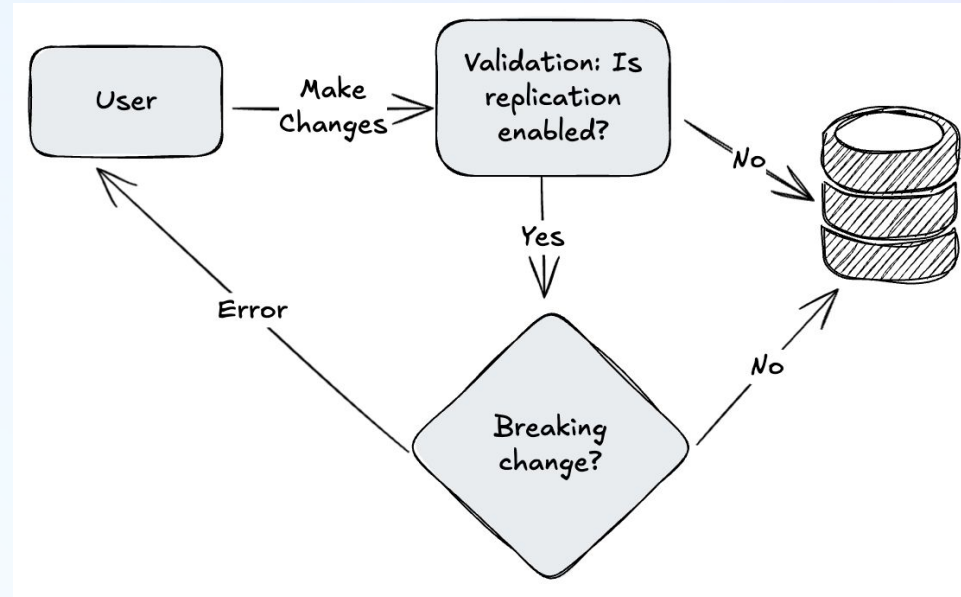 User
Make
Changes
Validation: Is
replication
enabled?
No
Yes
Error
No
Breaking
change?